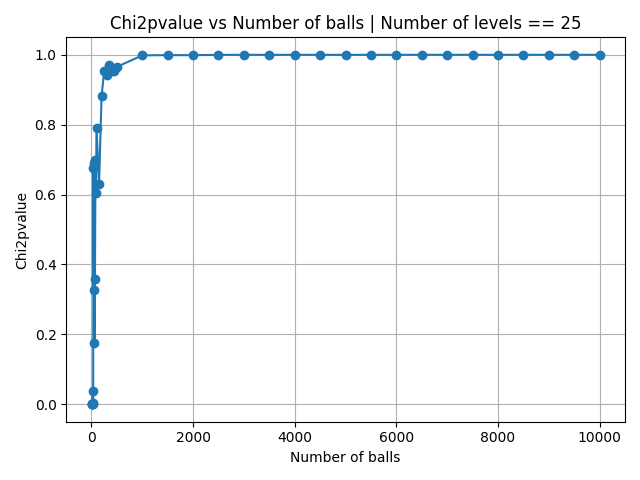 Chi2pvalue vs Number of balls | Number of levels == 25
1.0
0.8
0.6
0.4
0.2
0.0
Chi2pvalue
0 2000 4000 6000 8000 10000
Number of balls